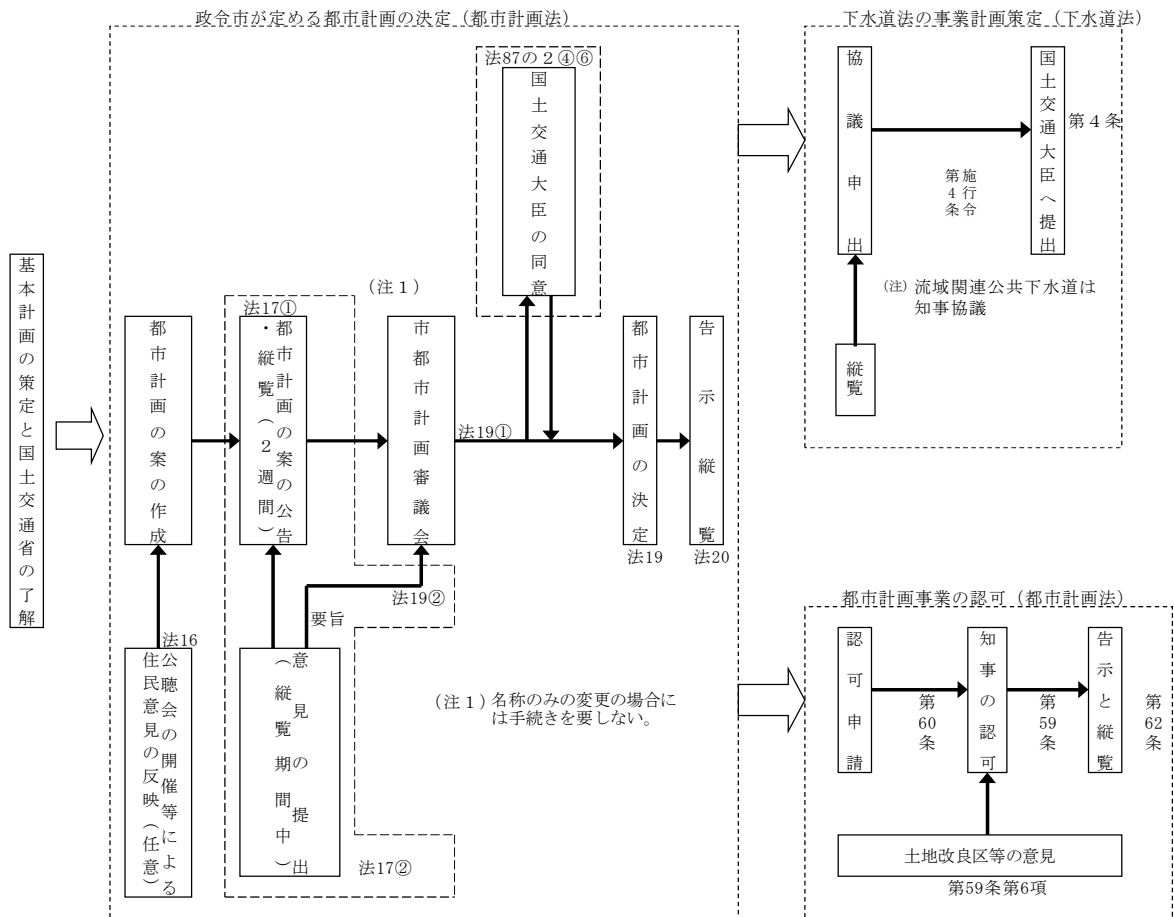 政令市が定める都市計画の決定（都市計画法）
基本計画の策定と国土交通省の了解
都市計画の案の作成
法16
公聴会の開催等による
住民意見の反映（任意）
法17①
都市計画の案の公告
・縦覧（２週間）
意見の提出
（縦覧期間中）
法17②
要旨
法19②
（注１）
市都市計画審議会
法19①
法87の２④⑥
国土交通大臣の同意
都市計画の決定
法19
告示縦覧
法20
（注１）名称のみの変更の場合に
は手続きを要しない。
下水道法の事業計画策定（下水道法）
協議申出
縦覧
施行令
第4条
国土交通大臣へ提出
第４条
（注）流域関連公共下水道は
知事協議
都市計画事業の認可（都市計画法）
認可申請
第60条
知事の認可
第59条
告示と縦覧
第62条
土地改良区等の意見
第59条第6項